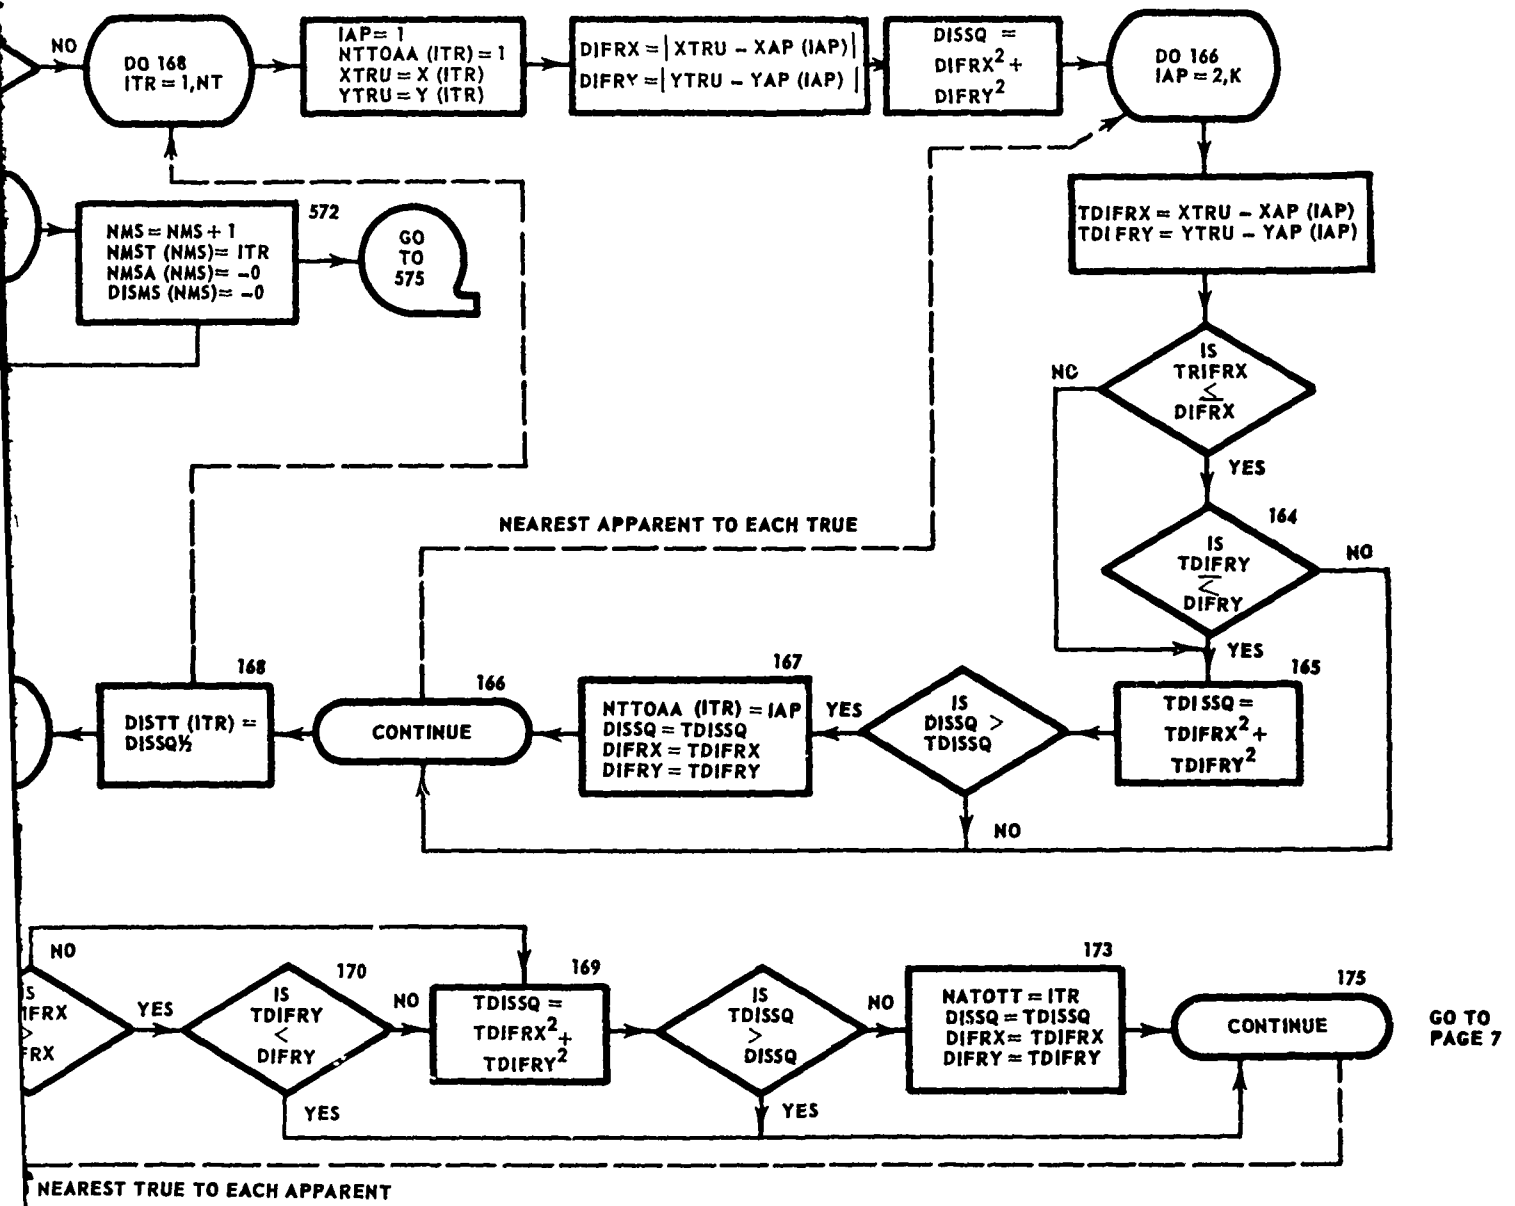 NO
DO 168
ITR = 1,NT
IAP= 1
NTTOAA (ITR) = 1
XTRU = X (ITR)
YTRU = Y (ITR)
DIFRX = |XTRU – XAP (IAP)|
DIFRY = |YTRU – YAP (IAP)|
DISSQ =
DIFRX² +
DIFRY²
DO 166
IAP = 2,K
TDIFRX = XTRU – XAP (IAP)
TDIFRY = YTRU – YAP (IAP)
572
NMS = NMS + 1
NMST (NMS) = ITR
NMSA (NMS) = –0
DISMS (NMS) = –0
GO
TO
575
IS
TRIFRX
≤
DIFRX
NO
YES
164
IS
TDIFRY
<
DIFRY
NO
YES
NEAREST APPARENT TO EACH TRUE
165
TDISSQ =
TDIFRX² +
TDIFRY²
IS
DISSQ >
TDISSQ
YES
NO
167
NTTOAA (ITR) = IAP
DISSQ = TDISSQ
DIFRX = TDIFRX
DIFRY = TDIFRY
166
CONTINUE
168
DISTT (ITR) =
DISSQ½
NO
IS
IFRX
>
FRX
YES
170
IS
TDIFRY
<
DIFRY
NO
YES
169
TDISSQ =
TDIFRX² +
TDIFRY²
IS
TDISSQ
>
DISSQ
NO
YES
173
NATOTT = ITR
DISSQ = TDISSQ
DIFRX = TDIFRX
DIFRY = TDIFRY
175
CONTINUE
GO TO
PAGE 7
NEAREST TRUE TO EACH APPARENT